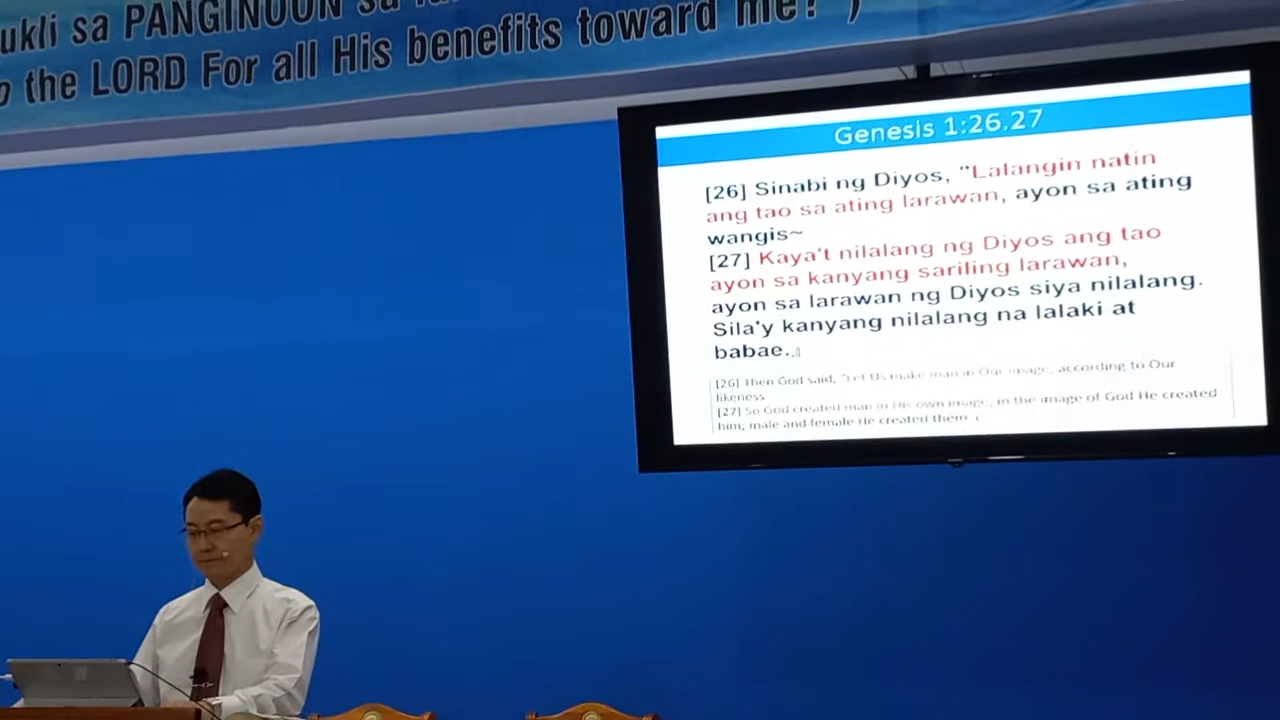 ukli sa PANGINOON sa
o the LORD For all His benefits toward me?")
Genesis 1:26.27
[26] Sinabi ng Diyos, "Lalangin natin
ang tao sa ating larawan, ayon sa ating
wangis~
[27] Kaya't nilalang ng Diyos ang tao
ayon sa kanyang sariling larawan,
ayon sa larawan ng Diyos siya nilalang.
Sila'y kanyang nilalang na lalaki at
babae.
[26] Then God said, "Let Us make man in Our image, according to Our
likeness
[27] So God created man in His own image, in the image of God He created
him; male and female He created them.